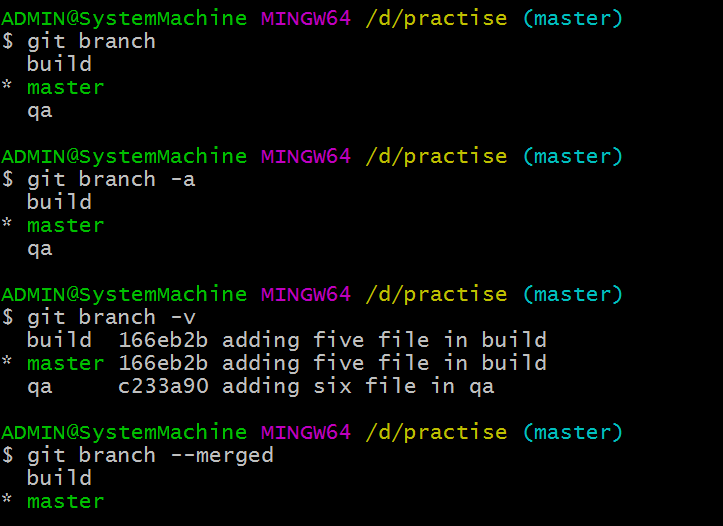 ADMIN@SystemMachine MINGW64 /d/practise (master)
$ git branch
  build
* master
  qa

ADMIN@SystemMachine MINGW64 /d/practise (master)
$ git branch -a
  build
* master
  qa

ADMIN@SystemMachine MINGW64 /d/practise (master)
$ git branch -v
  build  166eb2b adding five file in build
* master 166eb2b adding five file in build
  qa     c233a90 adding six file in qa

ADMIN@SystemMachine MINGW64 /d/practise (master)
$ git branch --merged
  build
* master